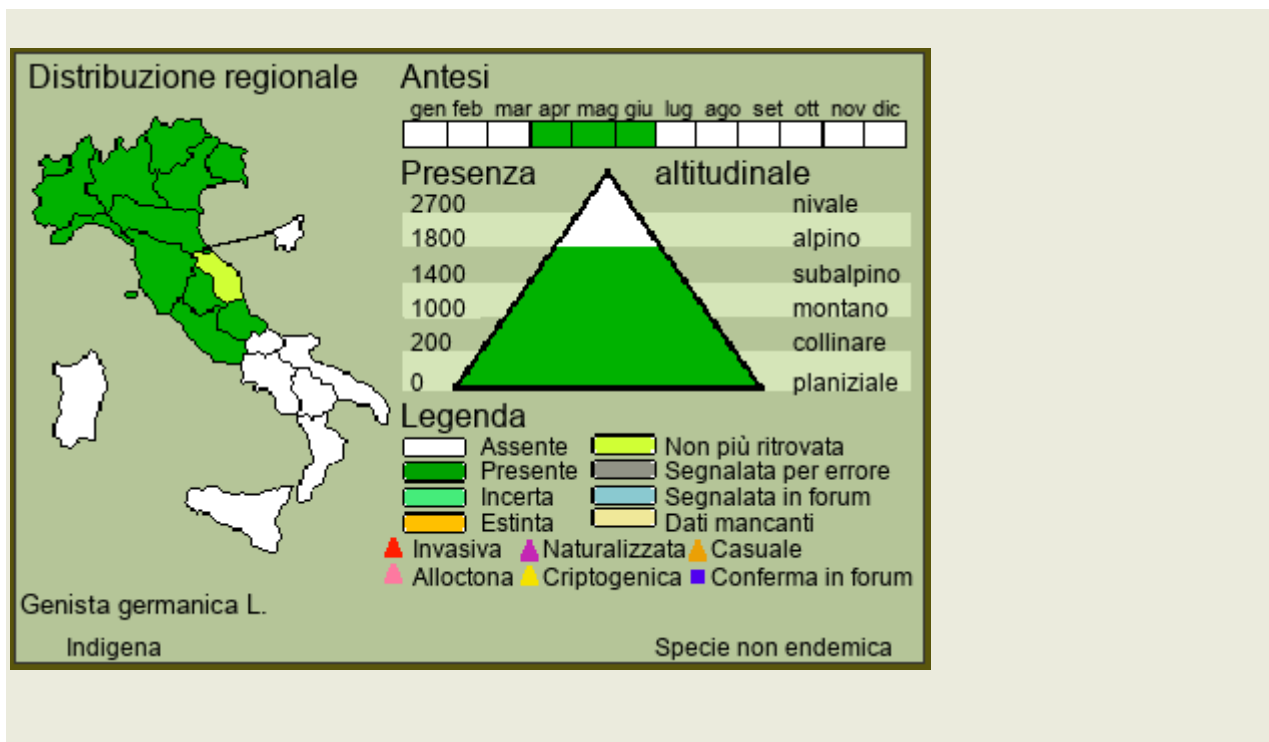 Distribuzione regionale
Antesi
gen feb mar apr mag giu lug ago set ott nov dic
Presenza altitudinale
2700 nivale
1800 alpino
1400 subalpino
1000 montano
200 collinare
0 planiziale
Legenda
Assente Non più ritrovata
Presente Segnalata per errore
Incerta Segnalata in forum
Estinta Dati mancanti
Invasiva Naturalizzata Casuale
Alloctona Criptogenica Conferma in forum
Genista germanica L.
Indigena Specie non endemica